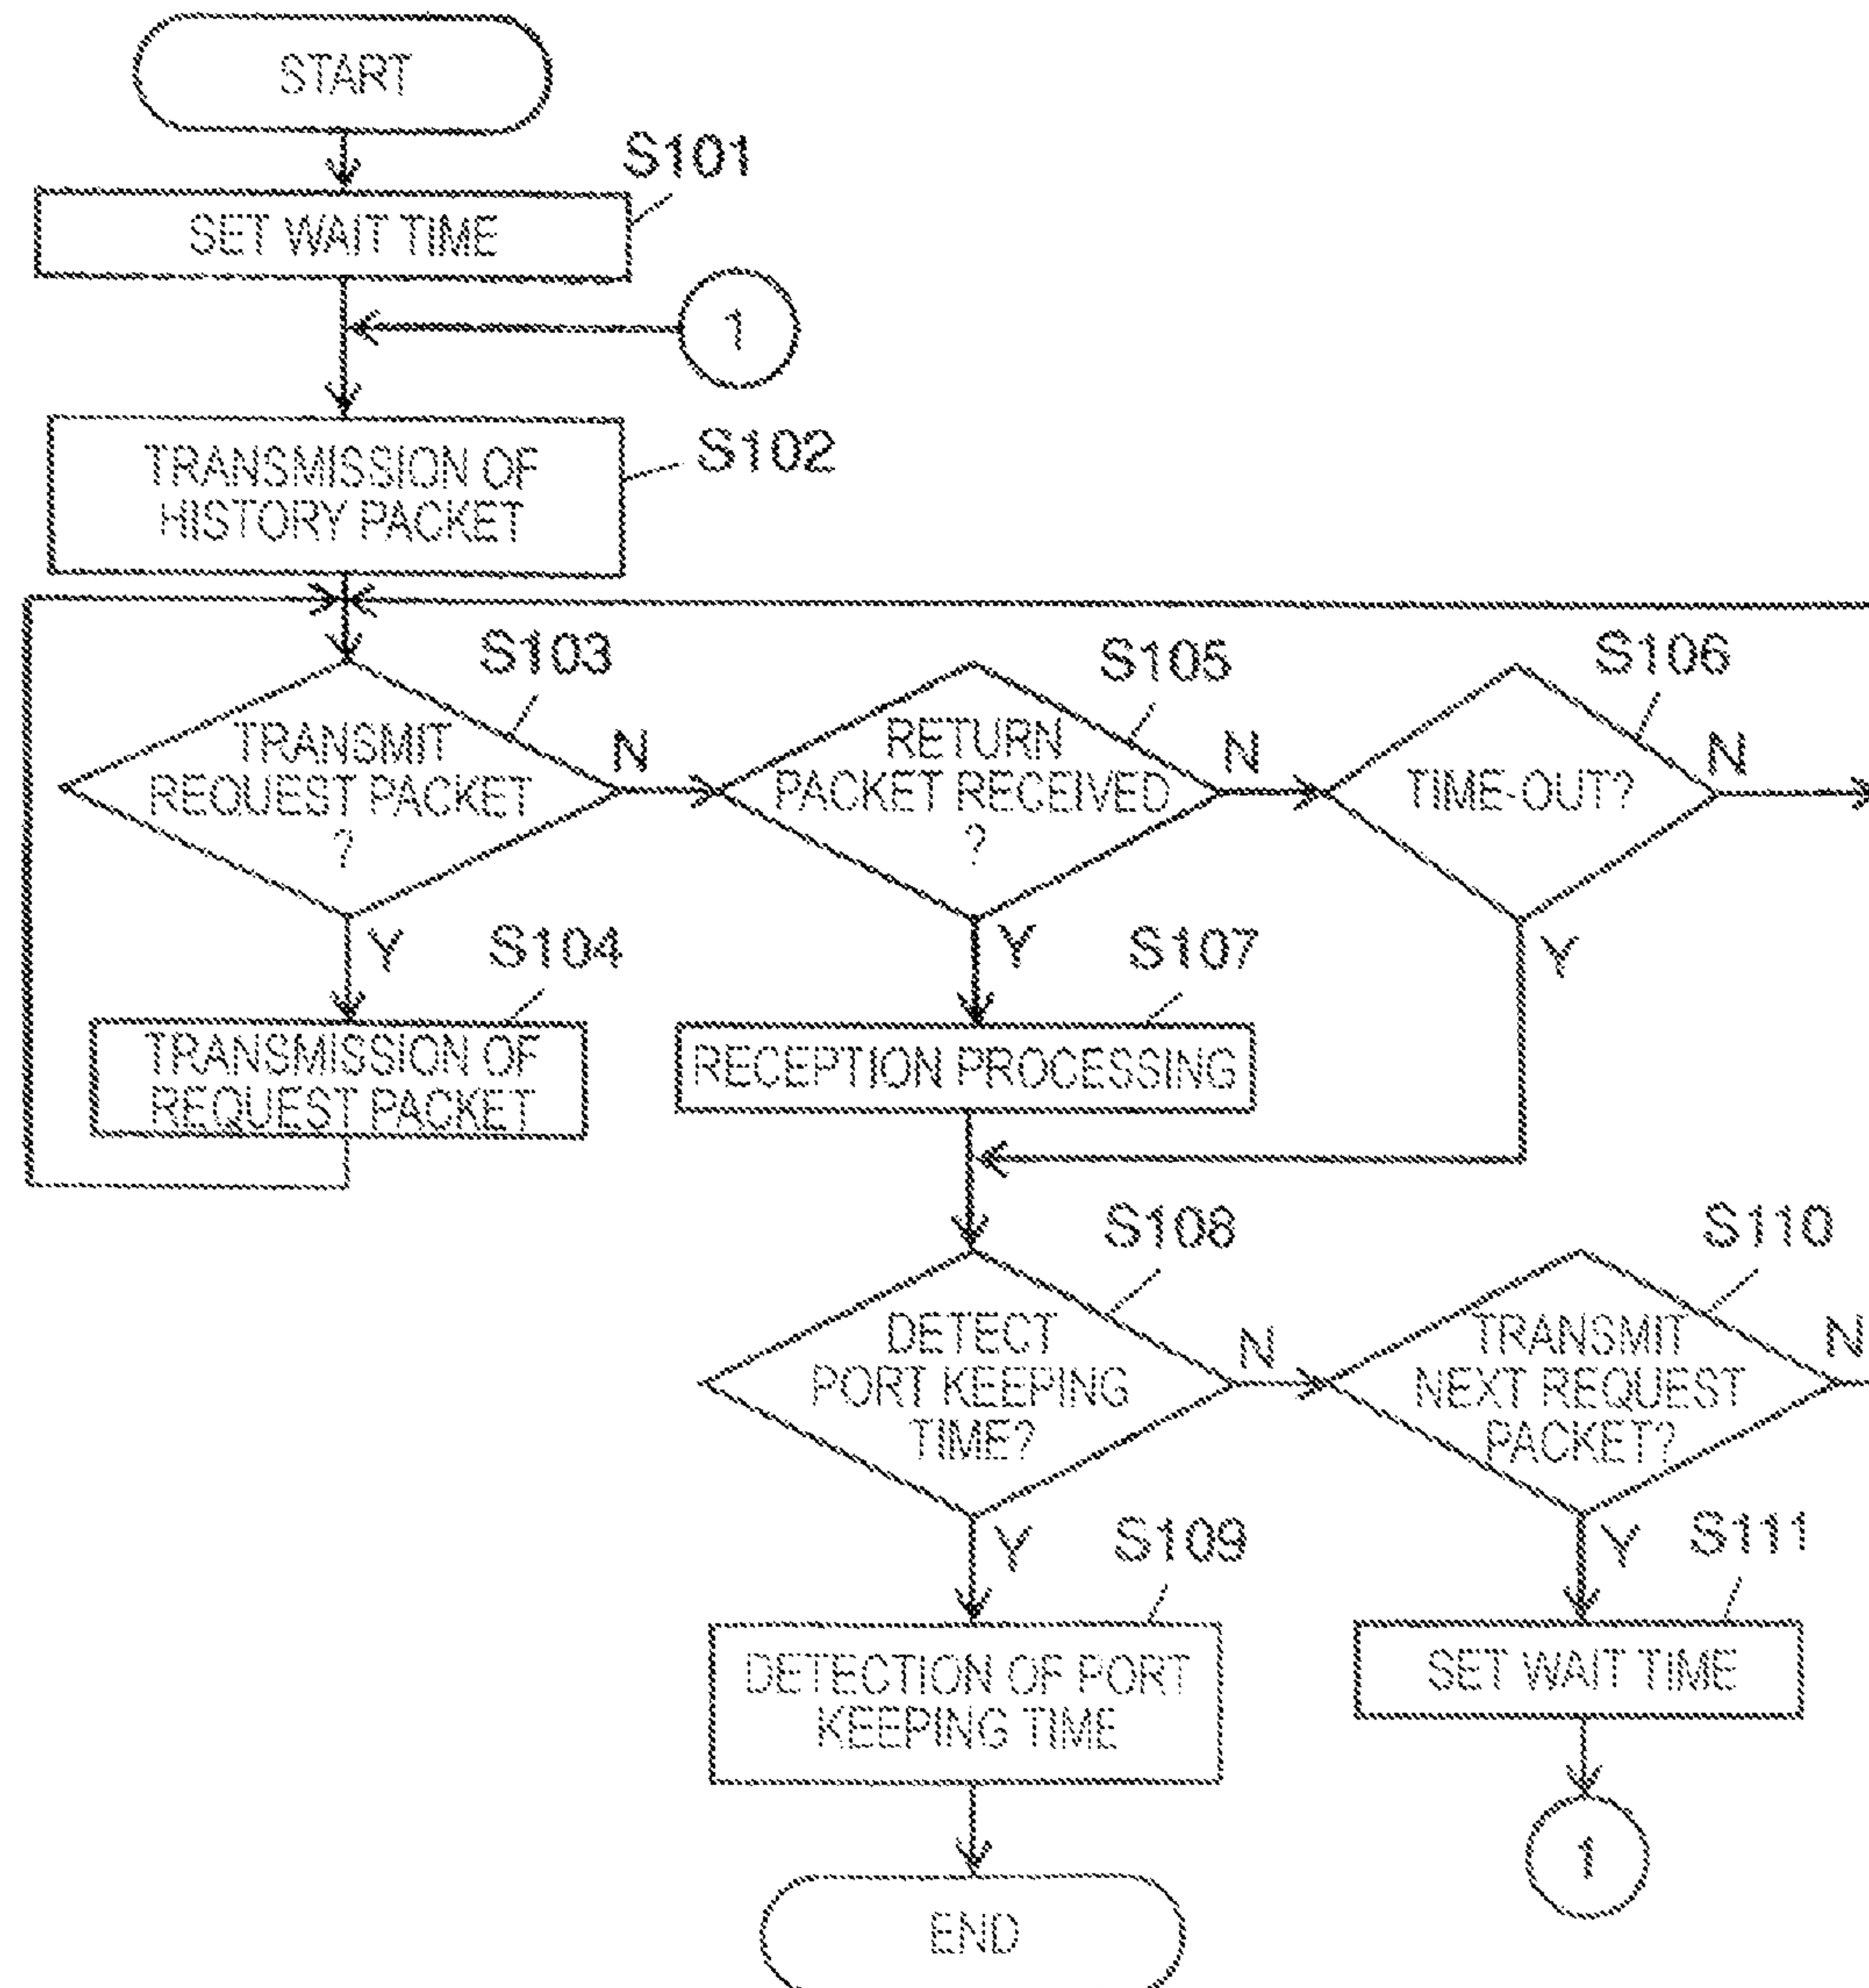 START
S101
SET WAIT TIME
1
S102
TRANSMISSION OF
HISTORY PACKET
S103
TRANSMIT
REQUEST PACKET
?
N
Y
S105
RETURN
PACKET RECEIVED
?
N
Y
S106
TIME-OUT?
N
Y
S104
TRANSMISSION OF
REQUEST PACKET
S107
RECEPTION PROCESSING
S108
DETECT
PORT KEEPING
TIME?
N
Y
S110
TRANSMIT
NEXT REQUEST
PACKET?
N
Y
S109
DETECTION OF PORT
KEEPING TIME
S111
SET WAIT TIME
1
END